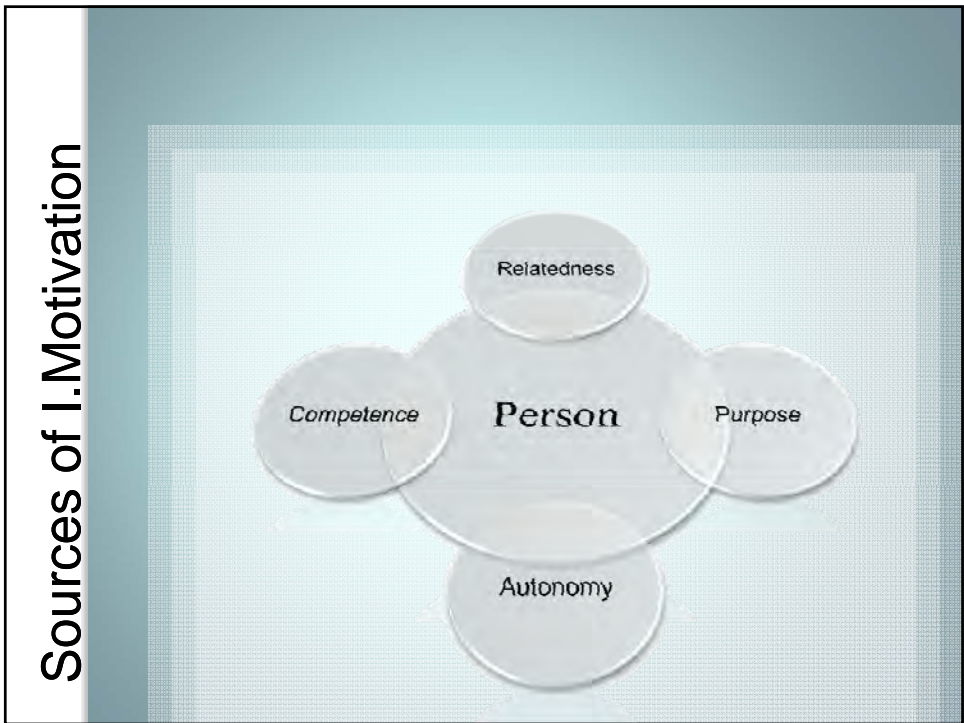 Sources of I.Motivation
Relatedness
Competence
Person
Purpose
Autonomy